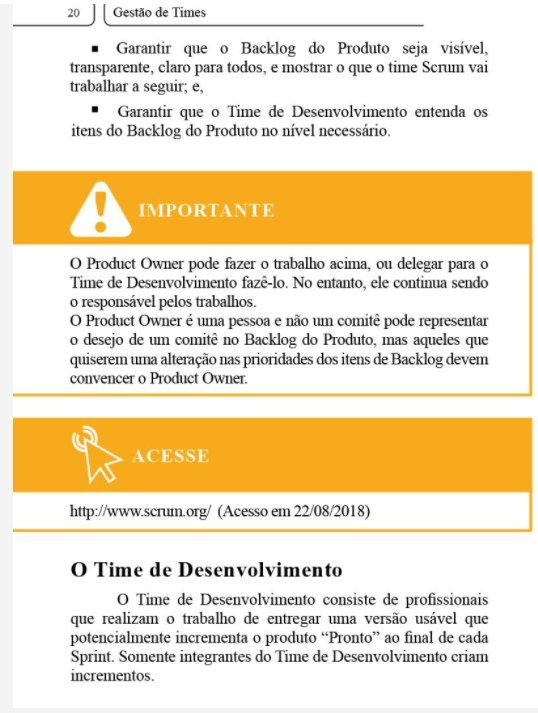 20 Gestão de Times
▪ Garantir que o Backlog do Produto seja visível,
transparente, claro para todos, e mostrar o que o time Scrum vai
trabalhar a seguir; e,
▪ Garantir que o Time de Desenvolvimento entenda os
itens do Backlog do Produto no nível necessário.
IMPORTANTE
O Product Owner pode fazer o trabalho acima, ou delegar para o
Time de Desenvolvimento fazê-lo. No entanto, ele continua sendo
o responsável pelos trabalhos.
O Product Owner é uma pessoa e não um comitê pode representar
o desejo de um comitê no Backlog do Produto, mas aqueles que
quiserem uma alteração nas prioridades dos itens de Backlog devem
convencer o Product Owner.
ACESSE
http://www.scrum.org/ (Acesso em 22/08/2018)
O Time de Desenvolvimento
O Time de Desenvolvimento consiste de profissionais
que realizam o trabalho de entregar uma versão usável que
potencialmente incrementa o produto “Pronto” ao final de cada
Sprint. Somente integrantes do Time de Desenvolvimento criam
incrementos.